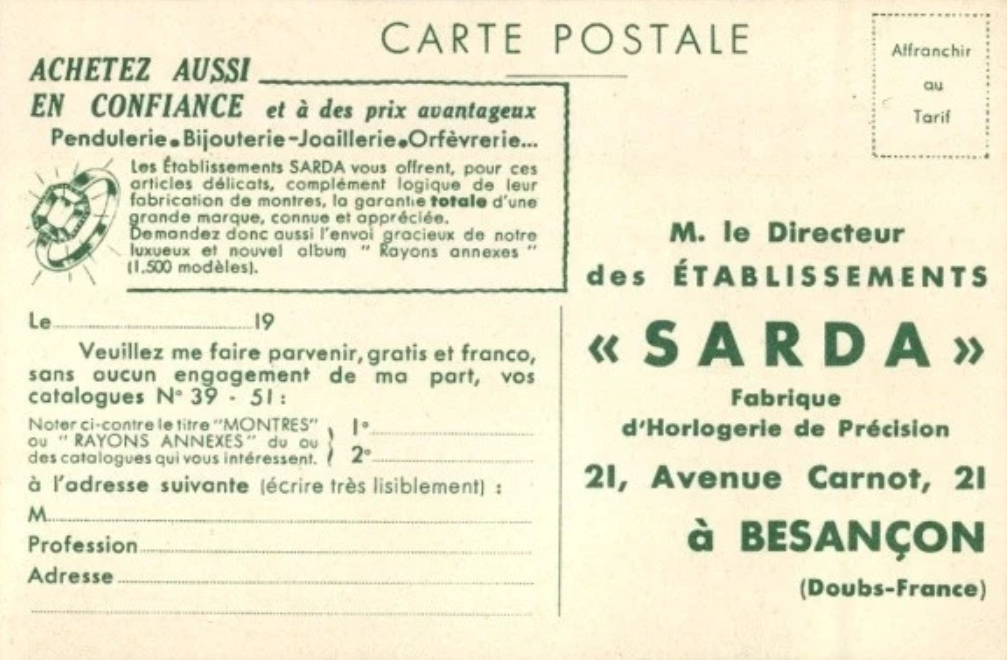 CARTE POSTALE
Affranchir
au
Tarif
ACHETEZ AUSSI
EN CONFIANCE et à des prix avantageux
Pendulerie.Bijouterie-Joaillerie.Orfèvrerie...
Les Établissements SARDA vous offrent, pour ces
articles délicats, complément logique de leur
fabrication de montres, la garantie totale d'une
grande marque, connue et appréciée.
Demandez donc aussi l'envoi gracieux de notre
luxueux et nouvel album " Rayons annexes "
(1.500 modèles).
Le 19
Veuillez me faire parvenir, gratis et franco,
sans aucun engagement de ma part, vos
catalogues N° 39 - 51 :
Noter ci-contre le titre "MONTRES"
ou " RAYONS ANNEXES " du ou
des catalogues qui vous intéressent.
1°
2°
à l'adresse suivante (écrire très lisiblement) :
M
Profession
Adresse
M. le Directeur
des ÉTABLISSEMENTS
« SARDA »
Fabrique
d'Horlogerie de Précision
21, Avenue Carnot, 21
à BESANÇON
(Doubs-France)